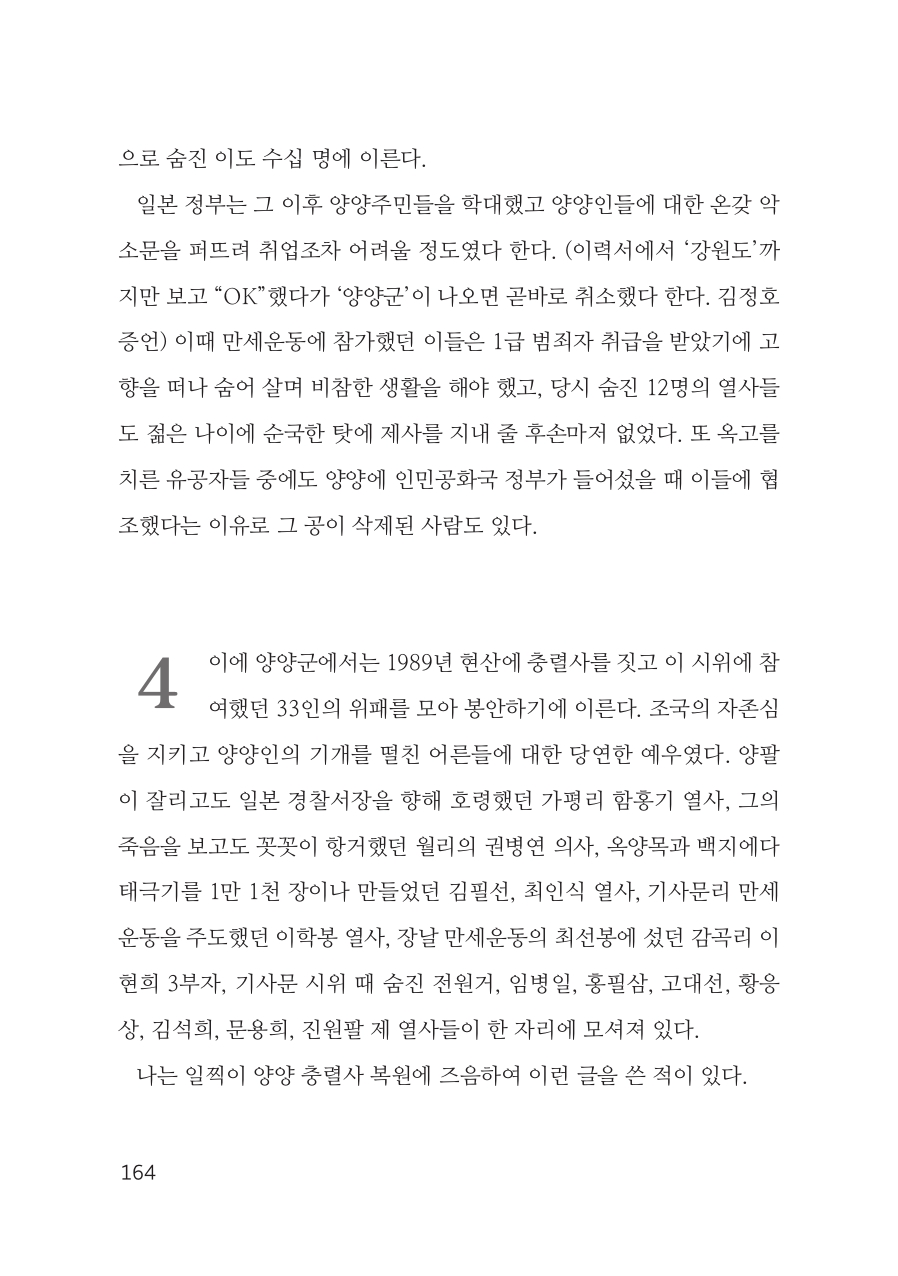 으로 숨진 이도 수십 명에 이른다.
일본 정부는 그 이후 양양주민들을 학대했고 양양인들에 대한 온갖 악
소문을 퍼뜨려 취업조차 어려울 정도였다 한다. (이력서에서 ‘강원도’까
지만 보고 “OK”했다가 ‘양양군’이 나오면 곧바로 취소했다 한다. 김정호
증언) 이때 만세운동에 참가했던 이들은 1급 범죄자 취급을 받았기에 고
향을 떠나 숨어 살며 비참한 생활을 해야 했고, 당시 숨진 12명의 열사들
도 젊은 나이에 순국한 탓에 제사를 지내 줄 후손마저 없었다. 또 옥고를
치른 유공자들 중에도 양양에 인민공화국 정부가 들어섰을 때 이들에 협
조했다는 이유로 그 공이 삭제된 사람도 있다.
4
이에 양양군에서는 1989년 현산에 충렬사를 짓고 이 시위에 참
여했던 33인의 위패를 모아 봉안하기에 이른다. 조국의 자존심
을 지키고 양양인의 기개를 떨친 어른들에 대한 당연한 예우였다. 양팔
이 잘리고도 일본 경찰서장을 향해 호령했던 가평리 함홍기 열사, 그의
죽음을 보고도 꼿꼿이 항거했던 월리의 권병연 의사, 옥양목과 백지에다
태극기를 1만 1천 장이나 만들었던 김필선, 최인식 열사, 기사문리 만세
운동을 주도했던 이학봉 열사, 장날 만세운동의 최선봉에 섰던 감곡리 이
현희 3부자, 기사문 시위 때 숨진 전원거, 임병일, 홍필삼, 고대선, 황응
상, 김석희, 문용희, 진원팔 제 열사들이 한 자리에 모셔져 있다.
나는 일찍이 양양 충렬사 복원에 즈음하여 이런 글을 쓴 적이 있다.
164